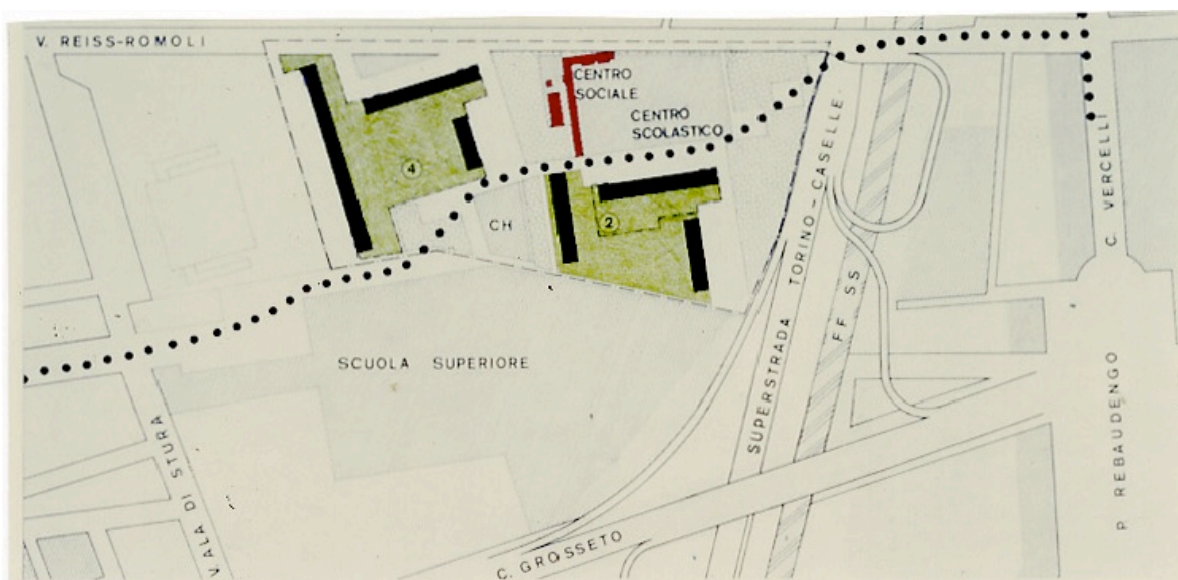 V. REISS-ROMOLI
CENTRO
SOCIALE
CENTRO
SCOLASTICO
4
2
CH
SCUOLA SUPERIORE
SUPERSTRADA TORINO-CASELLE
FF SS
C. VERCELLI
P. REBAUDENGO
V. ALA DI STURA
C. GROSSETO